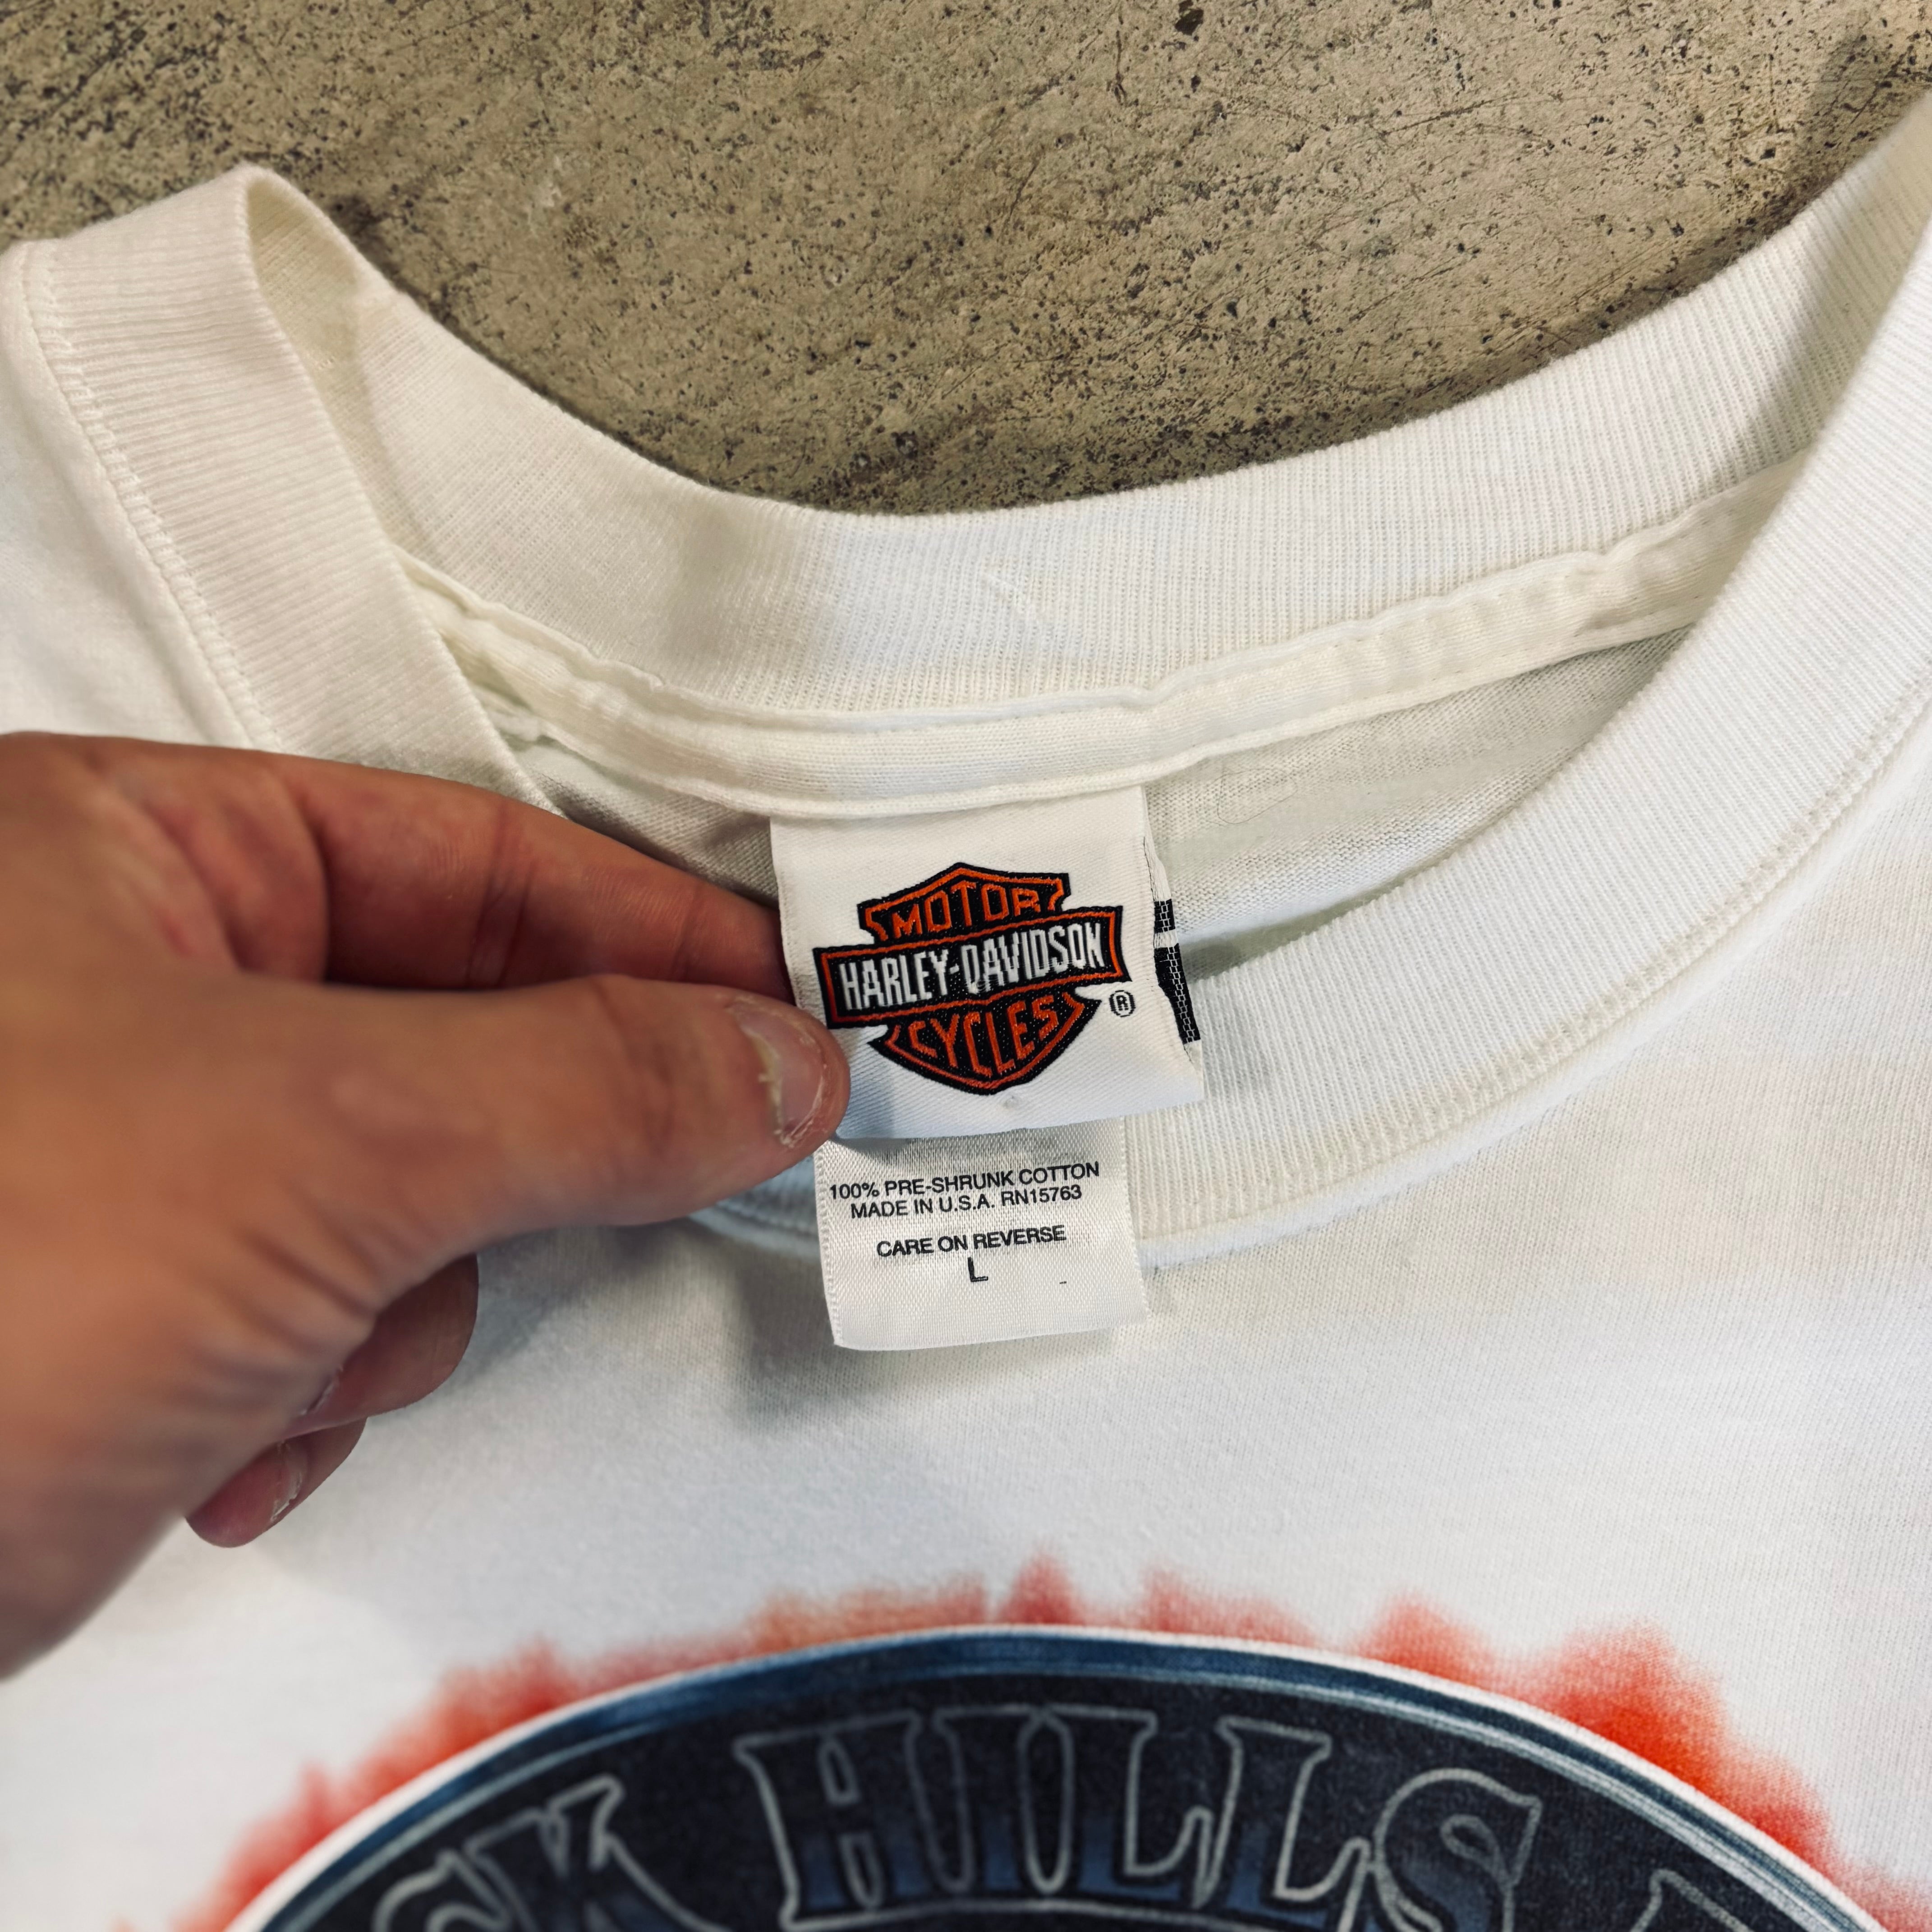 MOTOR
HARLEY-DAVIDSON
CYCLES
®
100% PRE-SHRUNK COTTON
MADE IN U.S.A. RN15763
CARE ON REVERSE
L
HILLS